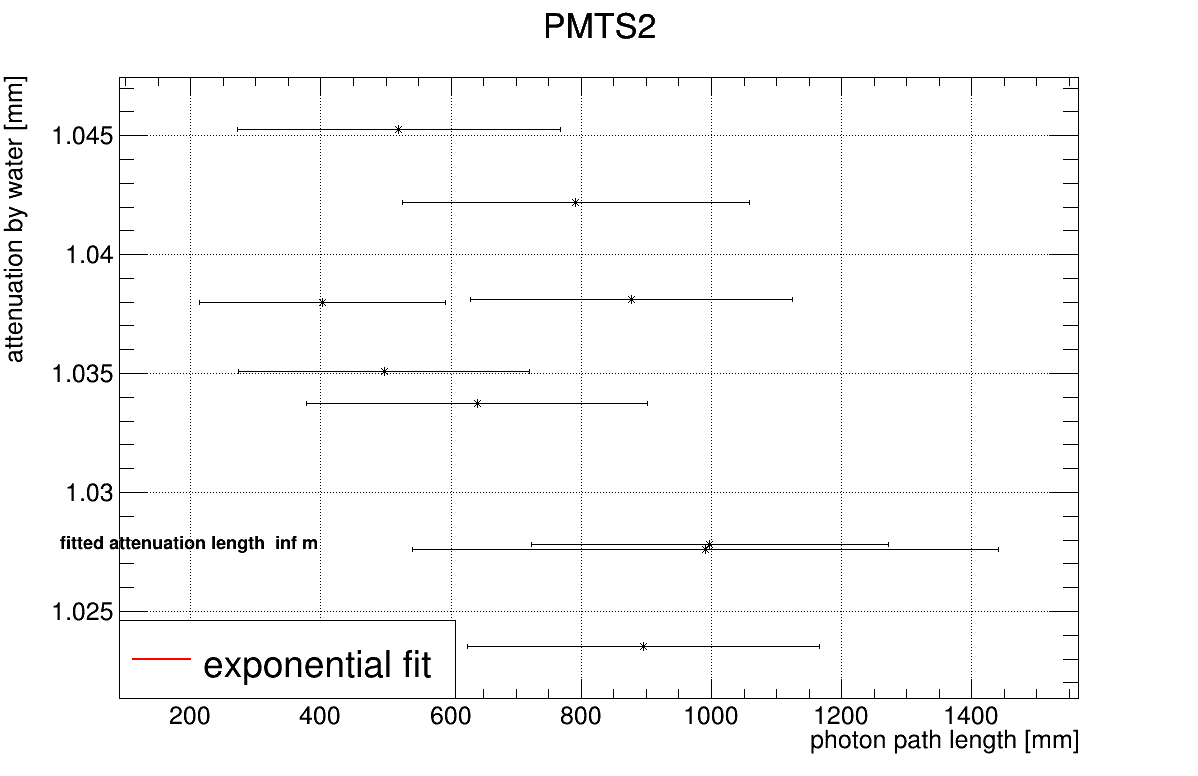 PMTS2
attenuation by water [mm]
1.045
1.04
1.035
1.03
fitted attenuation length  inf m
1.025
exponential fit
200 400 600 800 1000 1200 1400
photon path length [mm]